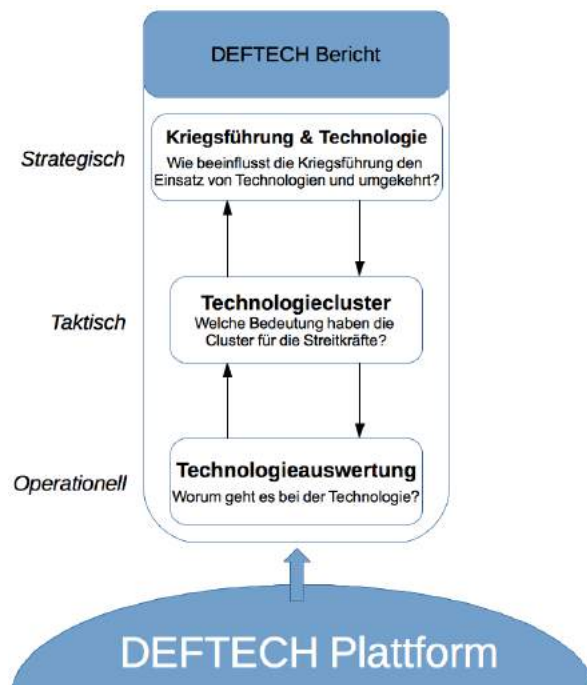 DEFTECH Bericht
Strategisch
Kriegsführung & Technologie
Wie beeinflusst die Kriegsführung den
Einsatz von Technologien und umgekehrt?
Taktisch
Technologiecluster
Welche Bedeutung haben die
Cluster für die Streitkräfte?
Operationell
Technologieauswertung
Worum geht es bei der Technologie?
DEFTECH Plattform